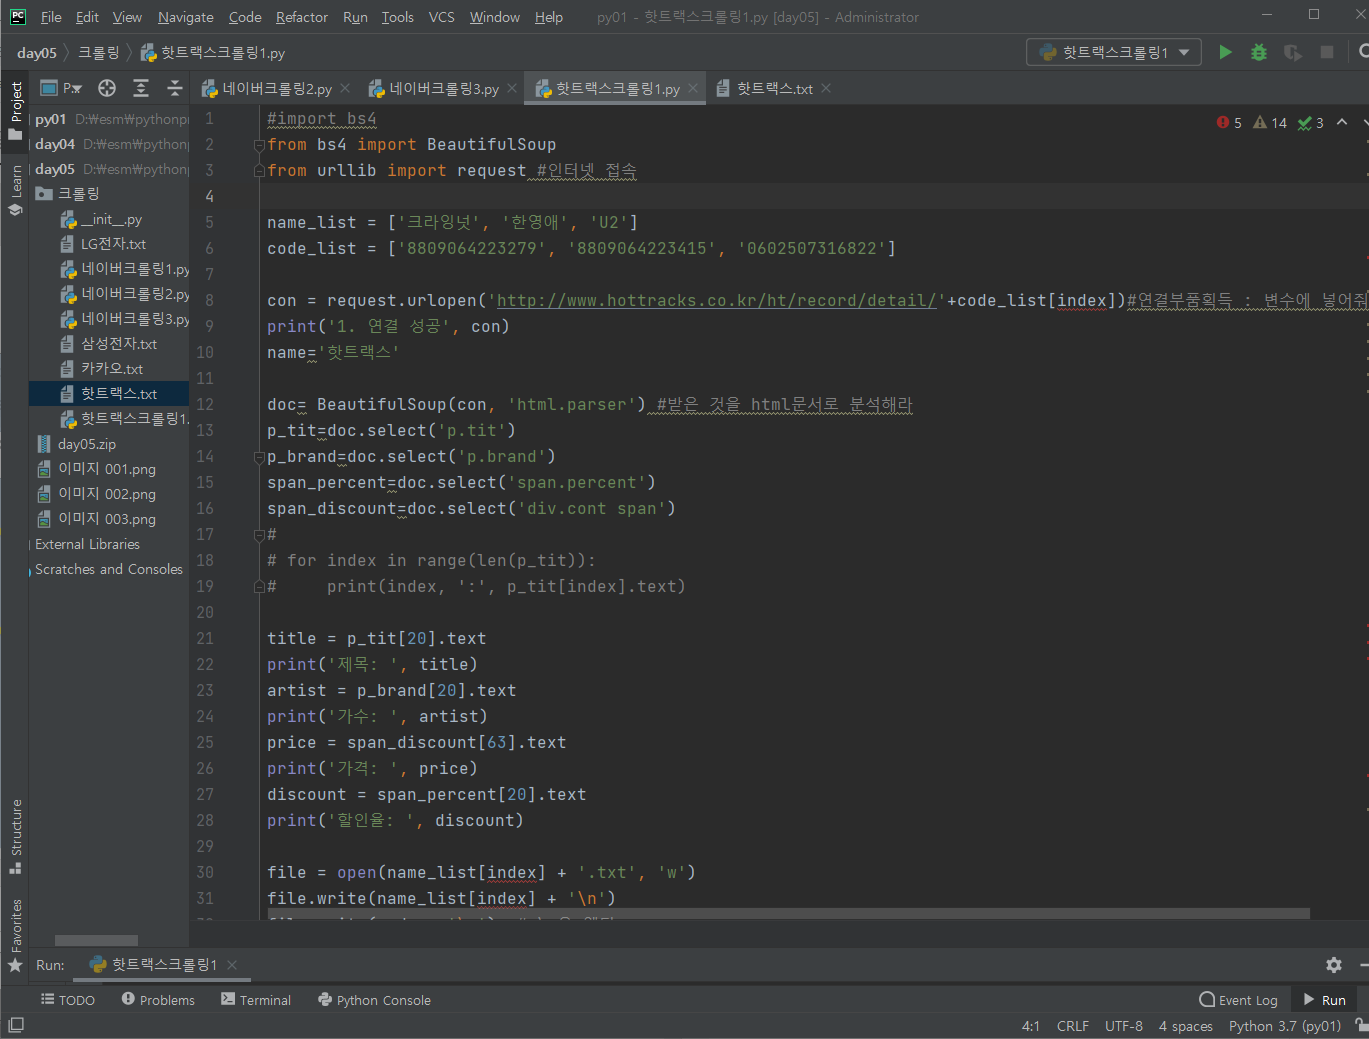 PC File Edit View Navigate Code Refactor Run Tools VCS Window Help py01 - 핫트랙스크롤링1.py [day05] - Administrator
day05 크롤링 핫트랙스크롤링1.py 핫트랙스크롤링1
P... 네이버크롤링2.py 네이버크롤링3.py 핫트랙스크롤링1.py 핫트랙스.txt
Project
Learn
Structure
Favorites
py01 D:₩esm₩pythonp
day04 D:₩esm₩pythonp
day05 D:₩esm₩pythonp
크롤링
__init__.py
LG전자.txt
네이버크롤링1.py
네이버크롤링2.py
네이버크롤링3.py
삼성전자.txt
카카오.txt
핫트랙스.txt
핫트랙스크롤링1.
day05.zip
이미지 001.png
이미지 002.png
이미지 003.png
External Libraries
Scratches and Consoles
5 14 3
1 #import bs4
2 from bs4 import BeautifulSoup
3 from urllib import request #인터넷 접속
4
5 name_list = ['크라잉넛', '한영애', 'U2']
6 code_list = ['8809064223279', '8809064223415', '0602507316822']
7
8 con = request.urlopen('http://www.hottracks.co.kr/ht/record/detail/'+code_list[index])#연결부품획득 : 변수에 넣어줘
9 print('1. 연결 성공', con)
10 name='핫트랙스'
11
12 doc= BeautifulSoup(con, 'html.parser') #받은 것을 html문서로 분석해라
13 p_tit=doc.select('p.tit')
14 p_brand=doc.select('p.brand')
15 span_percent=doc.select('span.percent')
16 span_discount=doc.select('div.cont span')
17 #
18 # for index in range(len(p_tit)):
19 #     print(index, ':', p_tit[index].text)
20
21 title = p_tit[20].text
22 print('제목: ', title)
23 artist = p_brand[20].text
24 print('가수: ', artist)
25 price = span_discount[63].text
26 print('가격: ', price)
27 discount = span_percent[20].text
28 print('할인율: ', discount)
29
30 file = open(name_list[index] + '.txt', 'w')
31 file.write(name_list[index] + '\n')
Run: 핫트랙스크롤링1
TODO Problems Terminal Python Console Event Log Run
4:1 CRLF UTF-8 4 spaces Python 3.7 (py01)